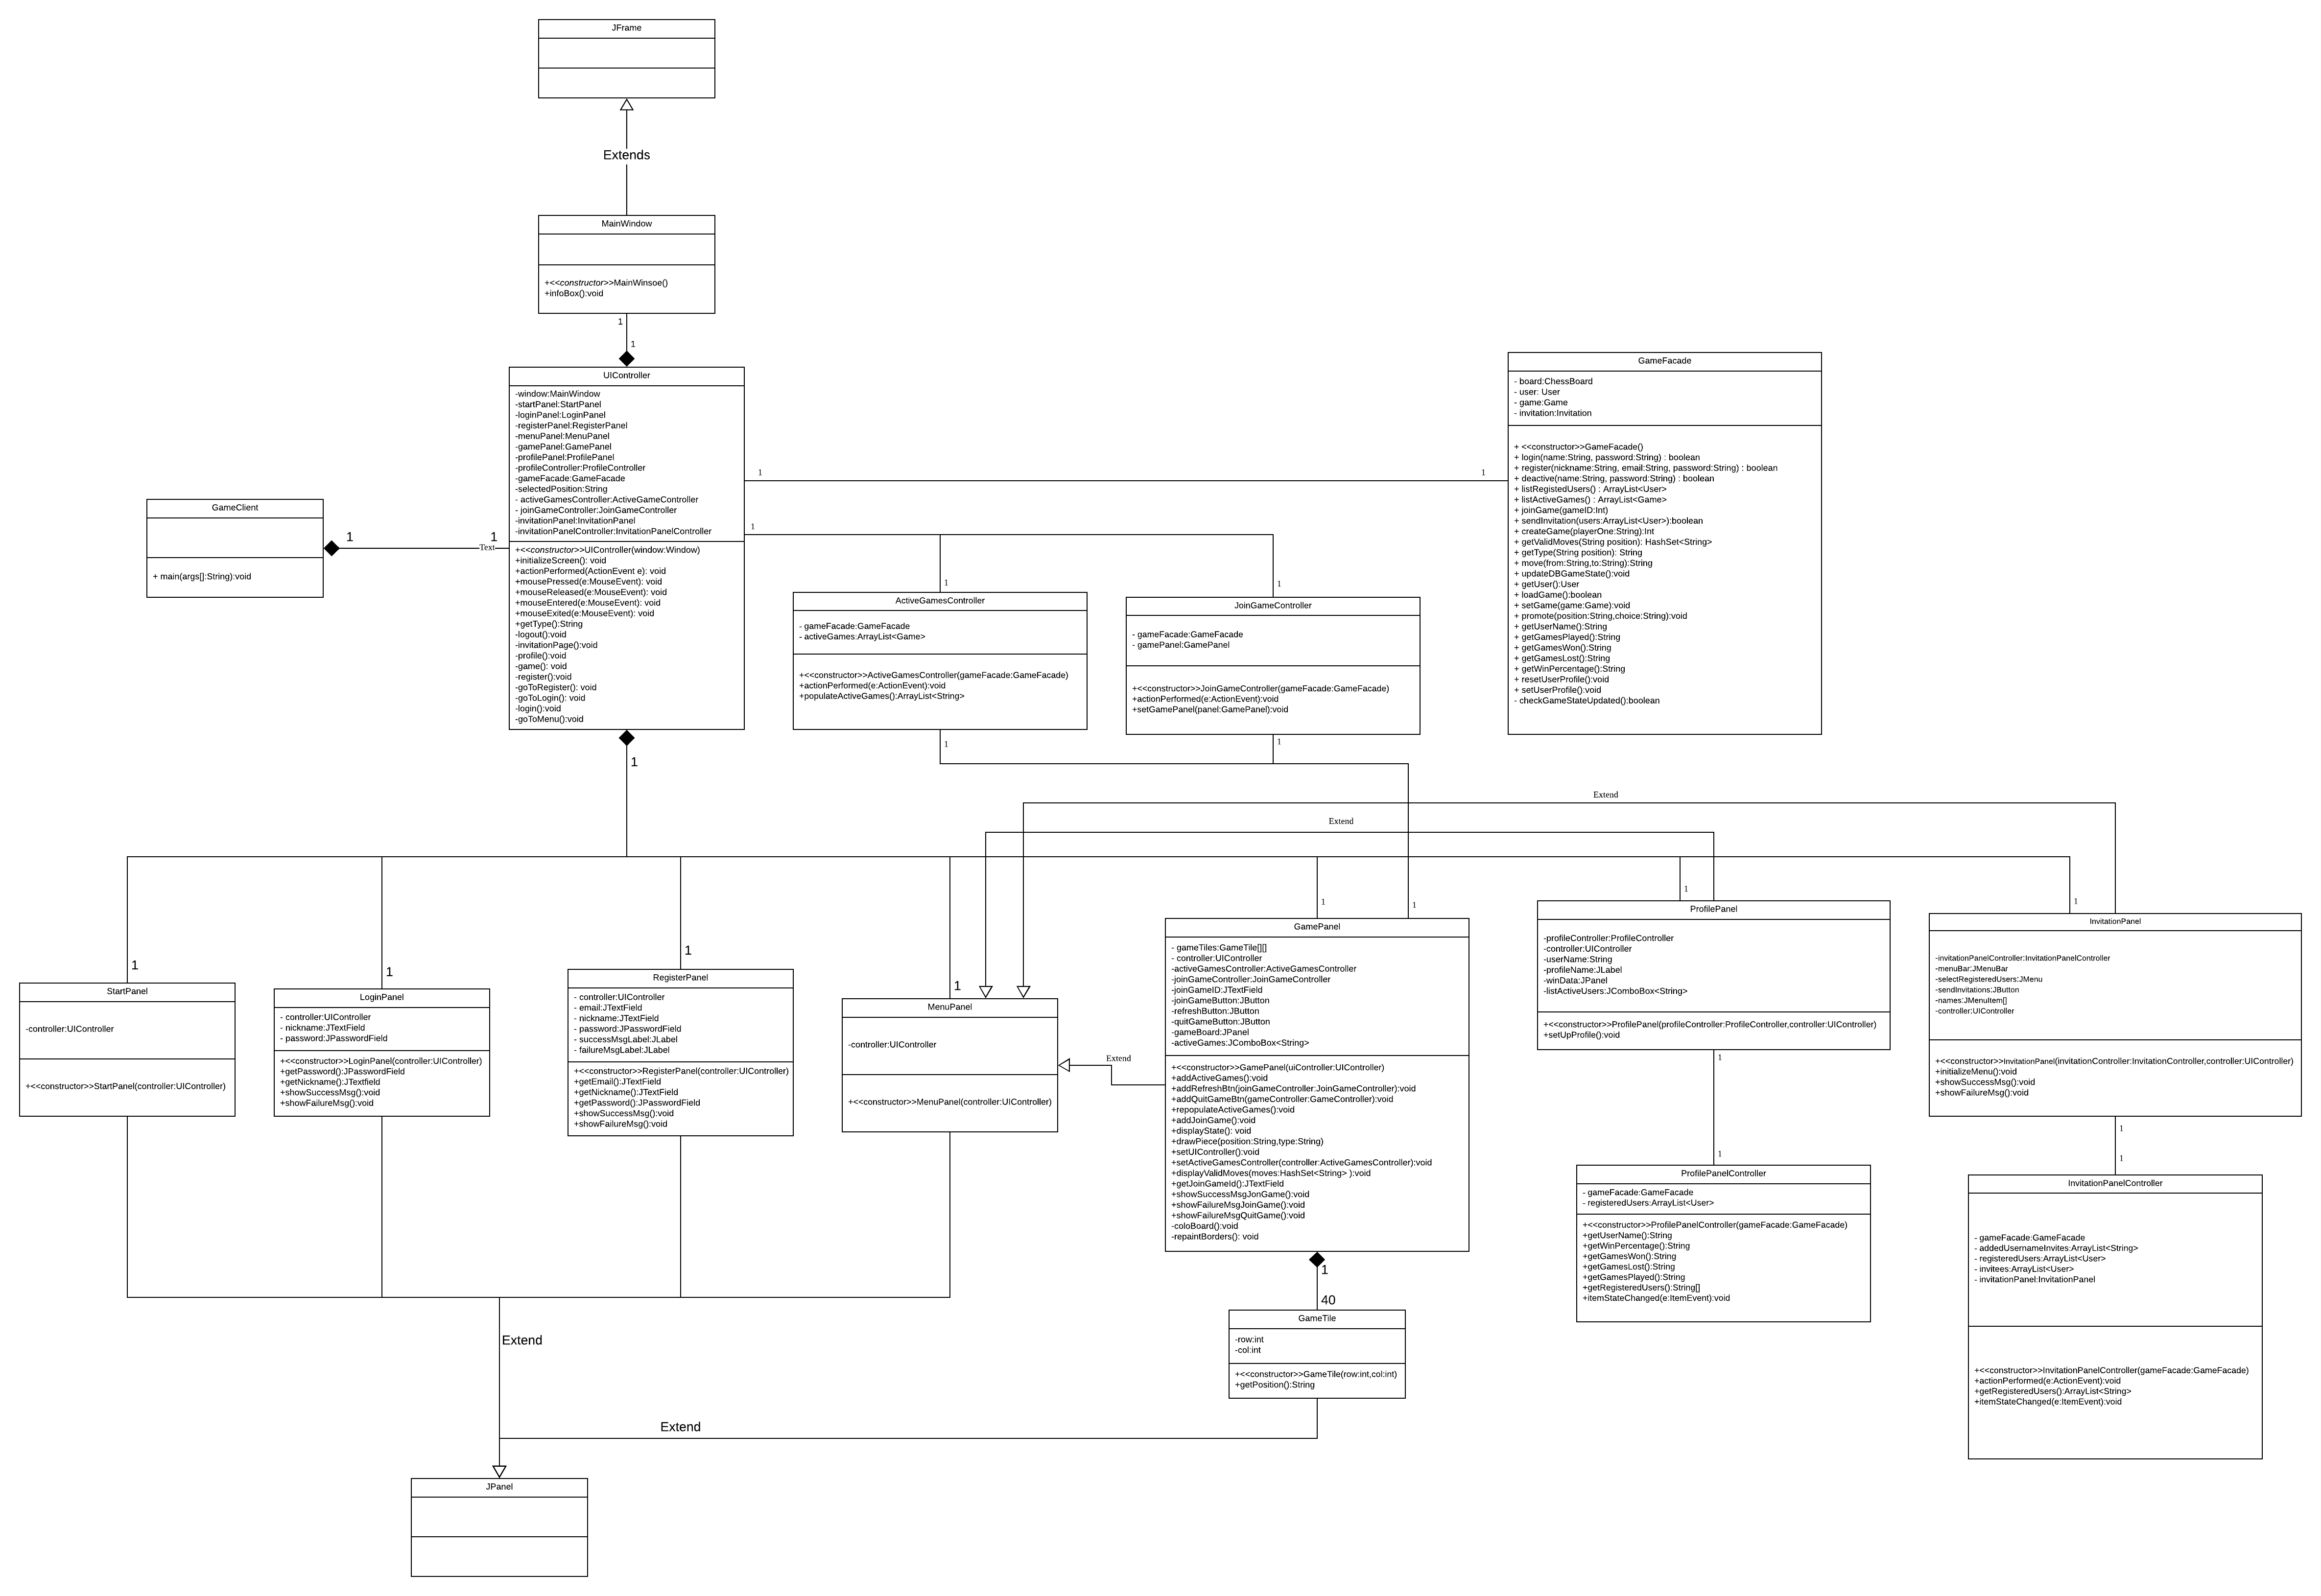 JFrame
Extends
MainWindow
+<<constructor>>MainWinsoe()
+infoBox():void
1
1
UIController
-window:MainWindow
-startPanel:StartPanel
-loginPanel:LoginPanel
-registerPanel:RegisterPanel
-menuPanel:MenuPanel
-gamePanel:GamePanel
-profilePanel:ProfilePanel
-profileController:ProfileController
-gameFacade:GameFacade
-selectedPosition:String
- activeGamesController:ActiveGameController
- joinGameController:JoinGameController
-invitationPanel:InvitationPanel
-invitationPanelController:InvitationPanelController
+<<constructor>>UIController(window:Window)
+initializeScreen(): void
+actionPerformed(ActionEvent e): void
+mousePressed(e:MouseEvent): void
+mouseReleased(e:MouseEvent): void
+mouseEntered(e:MouseEvent): void
+mouseExited(e:MouseEvent): void
+getType():String
-logout():void
-invitationPage():void
-profile():void
-game(): void
-register():void
-goToRegister(): void
-goToLogin(): void
-login():void
-goToMenu():void
GameClient
+ main(args[]:String):void
1
1
Text
1
1
GameFacade
- board:ChessBoard
- user: User
- game:Game
- invitation:Invitation
+ <<constructor>>GameFacade()
+ login(name:String, password:String) : boolean
+ register(nickname:String, email:String, password:String) : boolean
+ deactive(name:String, password:String) : boolean
+ listRegistedUsers() : ArrayList<User>
+ listActiveGames() : ArrayList<Game>
+ joinGame(gameID:Int)
+ sendInvitation(users:ArrayList<User>):boolean
+ createGame(playerOne:String):Int
+ getValidMoves(String position): HashSet<String>
+ getType(String position): String
+ move(from:String,to:String):String
+ updateDBGameState():void
+ getUser():User
+ loadGame():boolean
+ setGame(game:Game):void
+ promote(position:String,choice:String):void
+ getUserName():String
+ getGamesPlayed():String
+ getGamesWon():String
+ getGamesLost():String
+ getWinPercentage():String
+ resetUserProfile():void
+ setUserProfile():void
- checkGameStateUpdated():boolean
1
1
1
ActiveGamesController
- gameFacade:GameFacade
- activeGames:ArrayList<Game>
+<<constructor>>ActiveGamesController(gameFacade:GameFacade)
+actionPerformed(e:ActionEvent):void
+populateActiveGames():ArrayList<String>
JoinGameController
- gameFacade:GameFacade
- gamePanel:GamePanel
+<<constructor>>JoinGameController(gameFacade:GameFacade)
+actionPerformed(e:ActionEvent):void
+setGamePanel(panel:GamePanel):void
1
1
1
Extend
Extend
1
1
1
1
1
1
1
1
StartPanel
-controller:UIController
+<<constructor>>StartPanel(controller:UIController)
LoginPanel
- controller:UIController
- nickname:JTextField
- password:JPasswordField
+<<constructor>>LoginPanel(controller:UIController)
+getPassword():JPasswordField
+getNickname():JTextfield
+showSuccessMsg():void
+showFailureMsg():void
RegisterPanel
- controller:UIController
- email:JTextField
- nickname:JTextField
- password:JPasswordField
- successMsgLabel:JLabel
- failureMsgLabel:JLabel
+<<constructor>>RegisterPanel(controller:UIController)
+getEmail():JTextField
+getNickname():JTextField
+getPassword():JPasswordField
+showSuccessMsg():void
+showFailureMsg():void
MenuPanel
-controller:UIController
+<<constructor>>MenuPanel(controller:UIController)
Extend
GamePanel
- gameTiles:GameTile[][]
- controller:UIController
-activeGamesController:ActiveGamesController
-joinGameController:JoinGameController
-joinGameID:JTextField
-joinGameButton:JButton
-refreshButton:JButton
-quitGameButton:JButton
-gameBoard:JPanel
-activeGames:JComboBox<String>
+<<constructor>>GamePanel(uiController:UIController)
+addActiveGames():void
+addRefreshBtn(joinGameController:JoinGameController):void
+addQuitGameBtn(gameController:GameController):void
+repopulateActiveGames():void
+addJoinGame():void
+displayState(): void
+drawPiece(position:String,type:String)
+setUIController():void
+setActiveGamesController(controller:ActiveGamesController):void
+displayValidMoves(moves:HashSet<String> ):void
+getJoinGameId():JTextField
+showSuccessMsgJonGame():void
+showFailureMsgJoinGame():void
+showFailureMsgQuitGame():void
-coloBoard():void
-repaintBorders(): void
ProfilePanel
-profileController:ProfileController
-controller:UIController
-userName:String
-profileName:JLabel
-winData:JPanel
-listActiveUsers:JComboBox<String>
+<<constructor>>ProfilePanel(profileController:ProfileController,controller:UIController)
+setUpProfile():void
InvitationPanel
-invitationPanelController:InvitationPanelController
-menuBar:JMenuBar
-selectRegisteredUsers:JMenu
-sendInvitations:JButton
-names:JMenuItem[]
-controller:UIController
+<<constructor>>InvitationPanel(invitationController:InvitationController,controller:UIController)
+initializeMenu():void
+showSuccessMsg():void
+showFailureMsg():void
1
1
1
1
ProfilePanelController
- gameFacade:GameFacade
- registeredUsers:ArrayList<User>
+<<constructor>>ProfilePanelController(gameFacade:GameFacade)
+getUserName():String
+getWinPercentage():String
+getGamesWon():String
+getGamesLost():String
+getGamesPlayed():String
+getRegisteredUsers():String[]
+itemStateChanged(e:ItemEvent):void
InvitationPanelController
- gameFacade:GameFacade
- addedUsernameInvites:ArrayList<String>
- registeredUsers:ArrayList<User>
- invitees:ArrayList<User>
- invitationPanel:InvitationPanel
+<<constructor>>InvitationPanelController(gameFacade:GameFacade)
+actionPerformed(e:ActionEvent):void
+getRegisteredUsers():ArrayList<String>
+itemStateChanged(e:ItemEvent):void
1
40
GameTile
-row:int
-col:int
+<<constructor>>GameTile(row:int,col:int)
+getPosition():String
Extend
Extend
JPanel